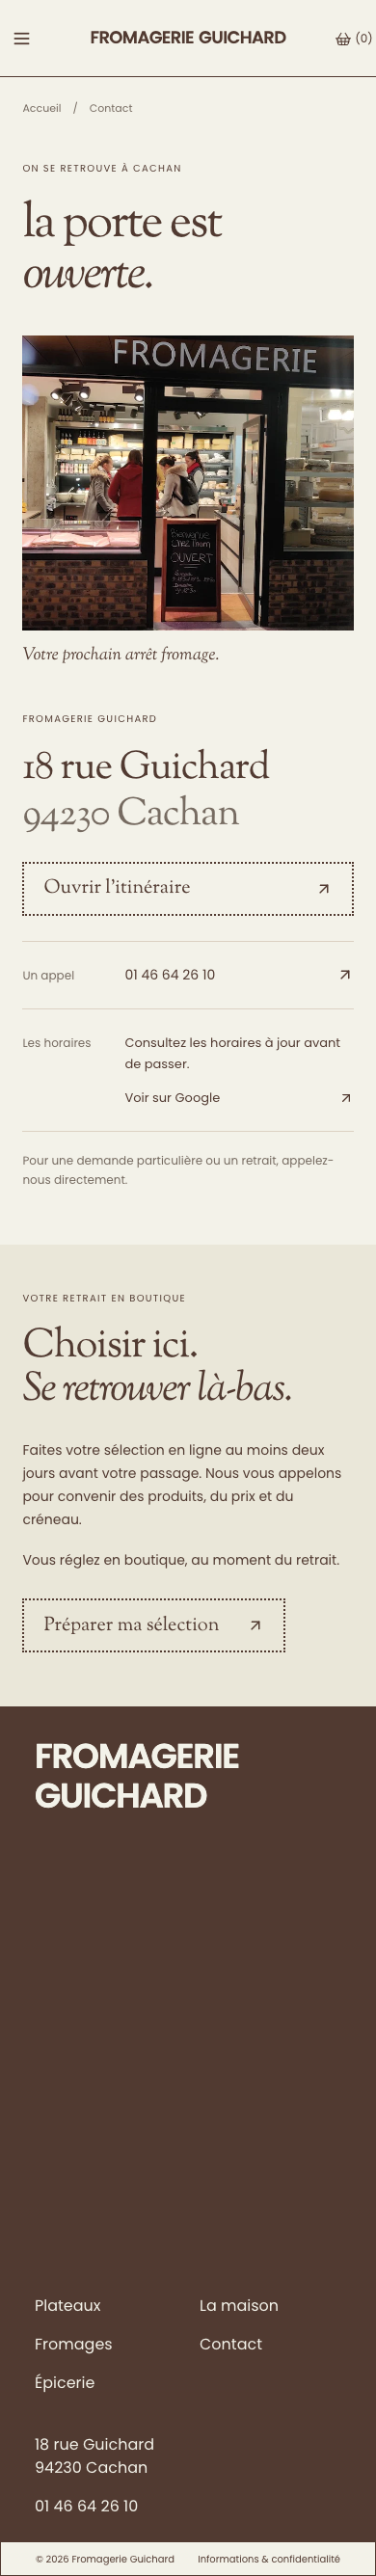 FROMAGERIE GUICHARD
(0)
Accueil / Contact
ON SE RETROUVE À CACHAN
la porte est
ouverte.
FROMAGERIE
Bienvenue
OUVERT
Votre prochain arrêt fromage.
FROMAGERIE GUICHARD
18 rue Guichard
94230 Cachan
Ouvrir l'itinéraire
Un appel
01 46 64 26 10
Les horaires
Consultez les horaires à jour avant
de passer.
Voir sur Google
Pour une demande particulière ou un retrait, appelez-
nous directement.
VOTRE RETRAIT EN BOUTIQUE
Choisir ici.
Se retrouver là-bas.
Faites votre sélection en ligne au moins deux
jours avant votre passage. Nous vous appelons
pour convenir des produits, du prix et du
créneau.
Vous réglez en boutique, au moment du retrait.
Préparer ma sélection
FROMAGERIE
GUICHARD
Plateaux
La maison
Fromages
Contact
Épicerie
18 rue Guichard
94230 Cachan
01 46 64 26 10
© 2026 Fromagerie Guichard
Informations & confidentialité